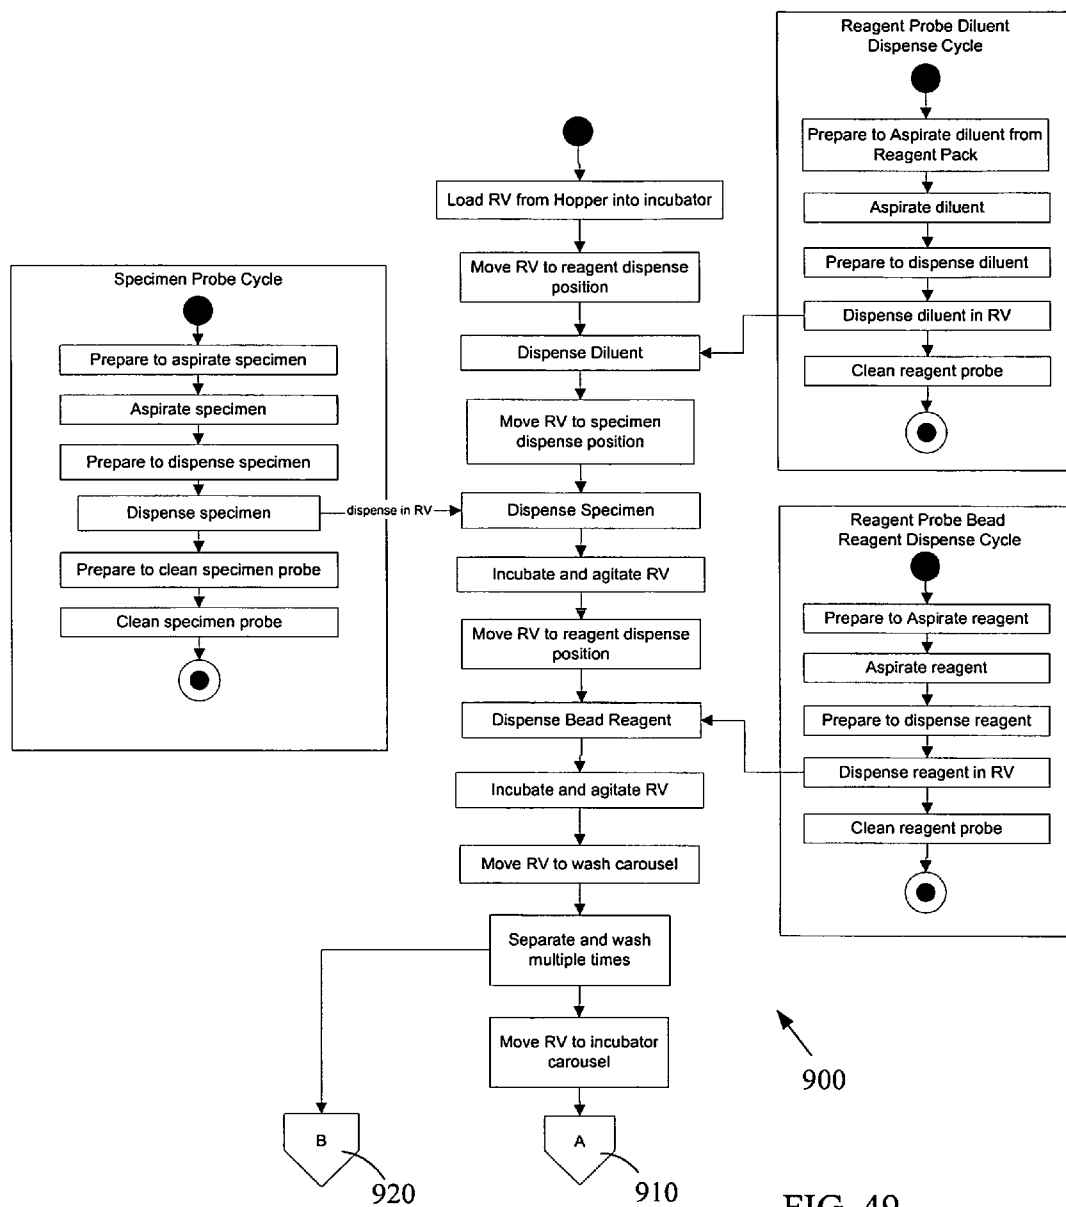 Reagent Probe Diluent
Dispense Cycle
Prepare to Aspirate diluent from
Reagent Pack
Aspirate diluent
Prepare to dispense diluent
Dispense diluent in RV
Clean reagent probe
Load RV from Hopper into incubator
Move RV to reagent dispense
position
Dispense Diluent
Move RV to specimen
dispense position
Dispense Specimen
Incubate and agitate RV
Move RV to reagent dispense
position
Dispense Bead Reagent
Incubate and agitate RV
Move RV to wash carousel
Separate and wash
multiple times
Move RV to incubator
carousel
Specimen Probe Cycle
Prepare to aspirate specimen
Aspirate specimen
Prepare to dispense specimen
Dispense specimen
dispense in RV
Prepare to clean specimen probe
Clean specimen probe
Reagent Probe Bead
Reagent Dispense Cycle
Prepare to Aspirate reagent
Aspirate reagent
Prepare to dispense reagent
Dispense reagent in RV
Clean reagent probe
900
B
920
A
910
FIG. 49